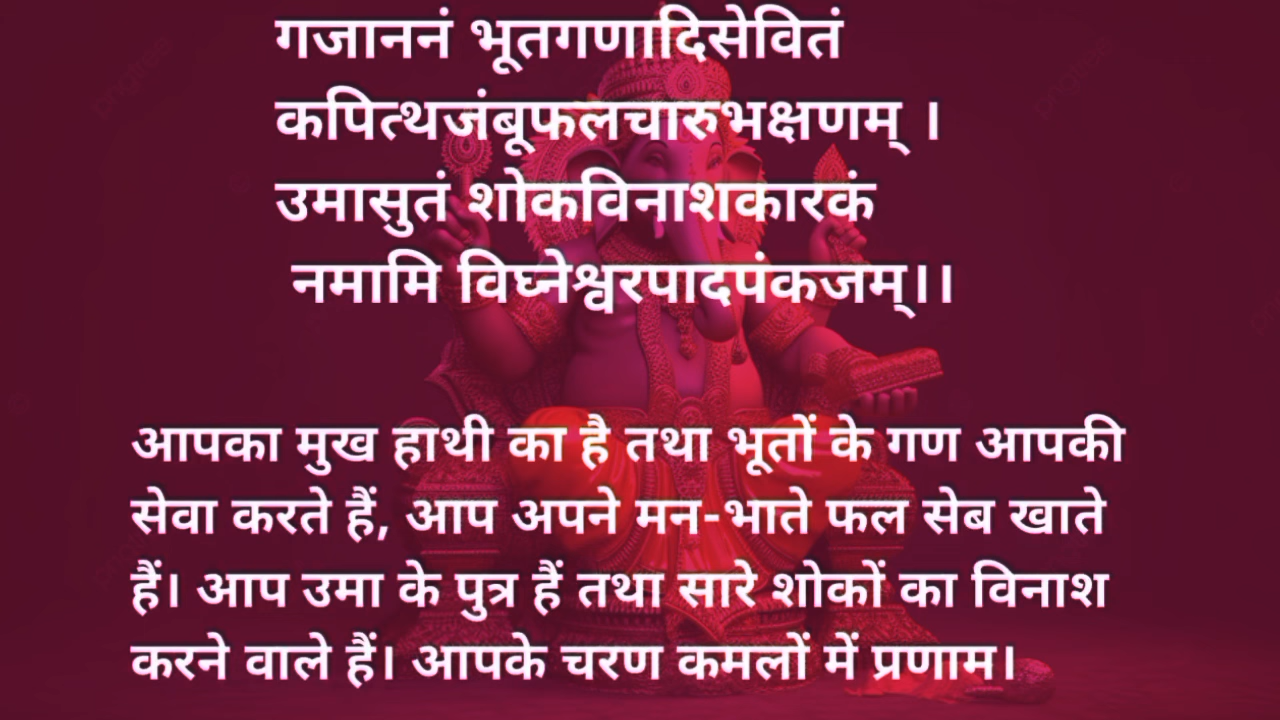 गजाननं भूतगणादिसेवितं
कपित्थजंबूफलचारुभक्षणम् ।
उमासुतं शोकविनाशकारकं
नमामि विघ्नेश्वरपादपंकजम्।।
आपका मुख हाथी का है तथा भूतों के गण आपकी
सेवा करते हैं, आप अपने मन-भाते फल सेब खाते
हैं। आप उमा के पुत्र हैं तथा सारे शोकों का विनाश
करने वाले हैं। आपके चरण कमलों में प्रणाम।